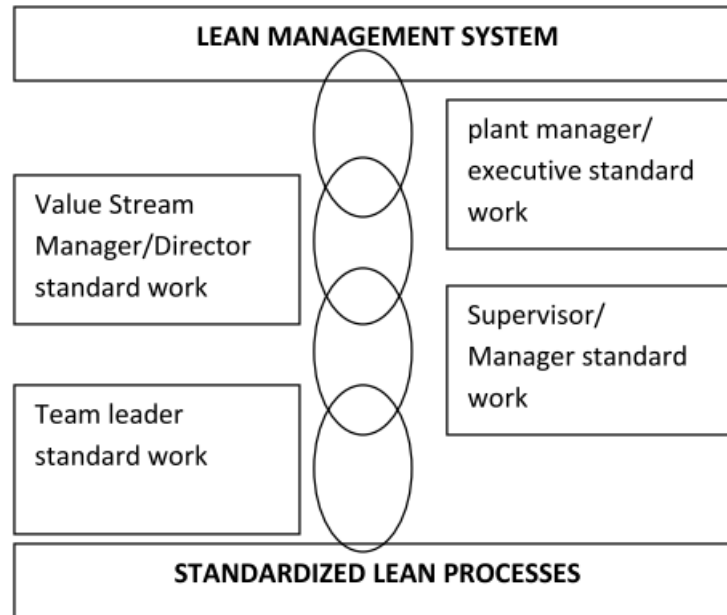 LEAN MANAGEMENT SYSTEM
plant manager/
executive standard
work
Value Stream
Manager/Director
standard work
Supervisor/
Manager standard
work
Team leader
standard work
STANDARDIZED LEAN PROCESSES